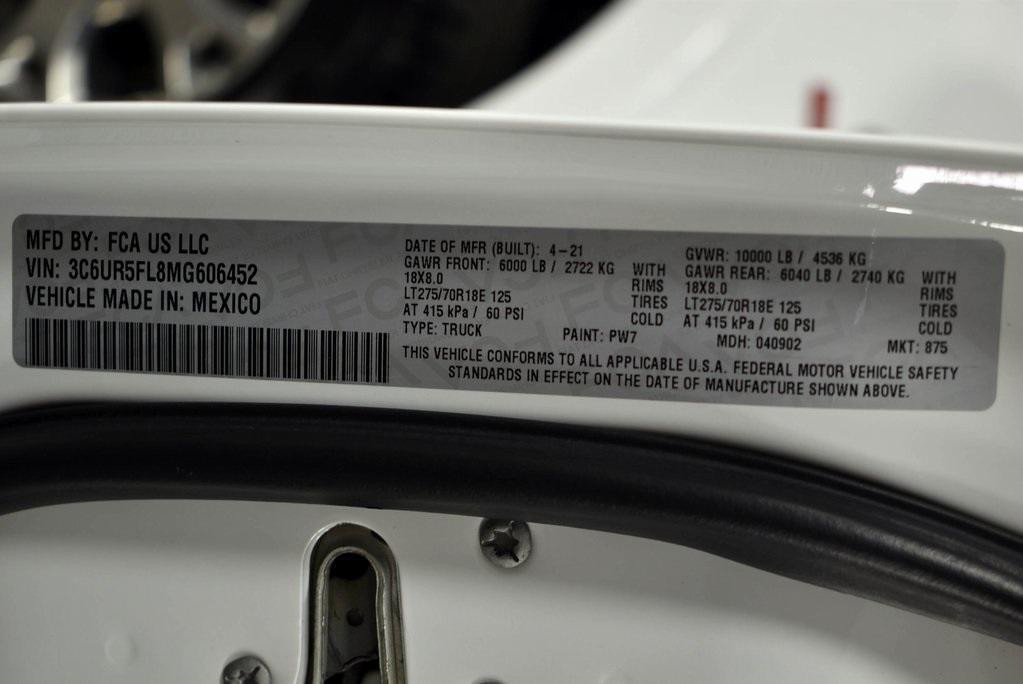 MFD BY: FCA US LLC
VIN: 3C6UR5FL8MG606452
VEHICLE MADE IN: MEXICO
DATE OF MFR (BUILT): 4-21
GAWR FRONT: 6000 LB / 2722 KG WITH
18X8.0 RIMS
LT275/70R18E 125 TIRES
AT 415 kPa / 60 PSI COLD
TYPE: TRUCK PAINT: PW7
GVWR: 10000 LB / 4536 KG
GAWR REAR: 6040 LB / 2740 KG WITH
18X8.0 RIMS
LT275/70R18E 125 TIRES
AT 415 kPa / 60 PSI COLD
MDH: 040902 MKT: 875
THIS VEHICLE CONFORMS TO ALL APPLICABLE U.S.A. FEDERAL MOTOR VEHICLE SAFETY
STANDARDS IN EFFECT ON THE DATE OF MANUFACTURE SHOWN ABOVE.